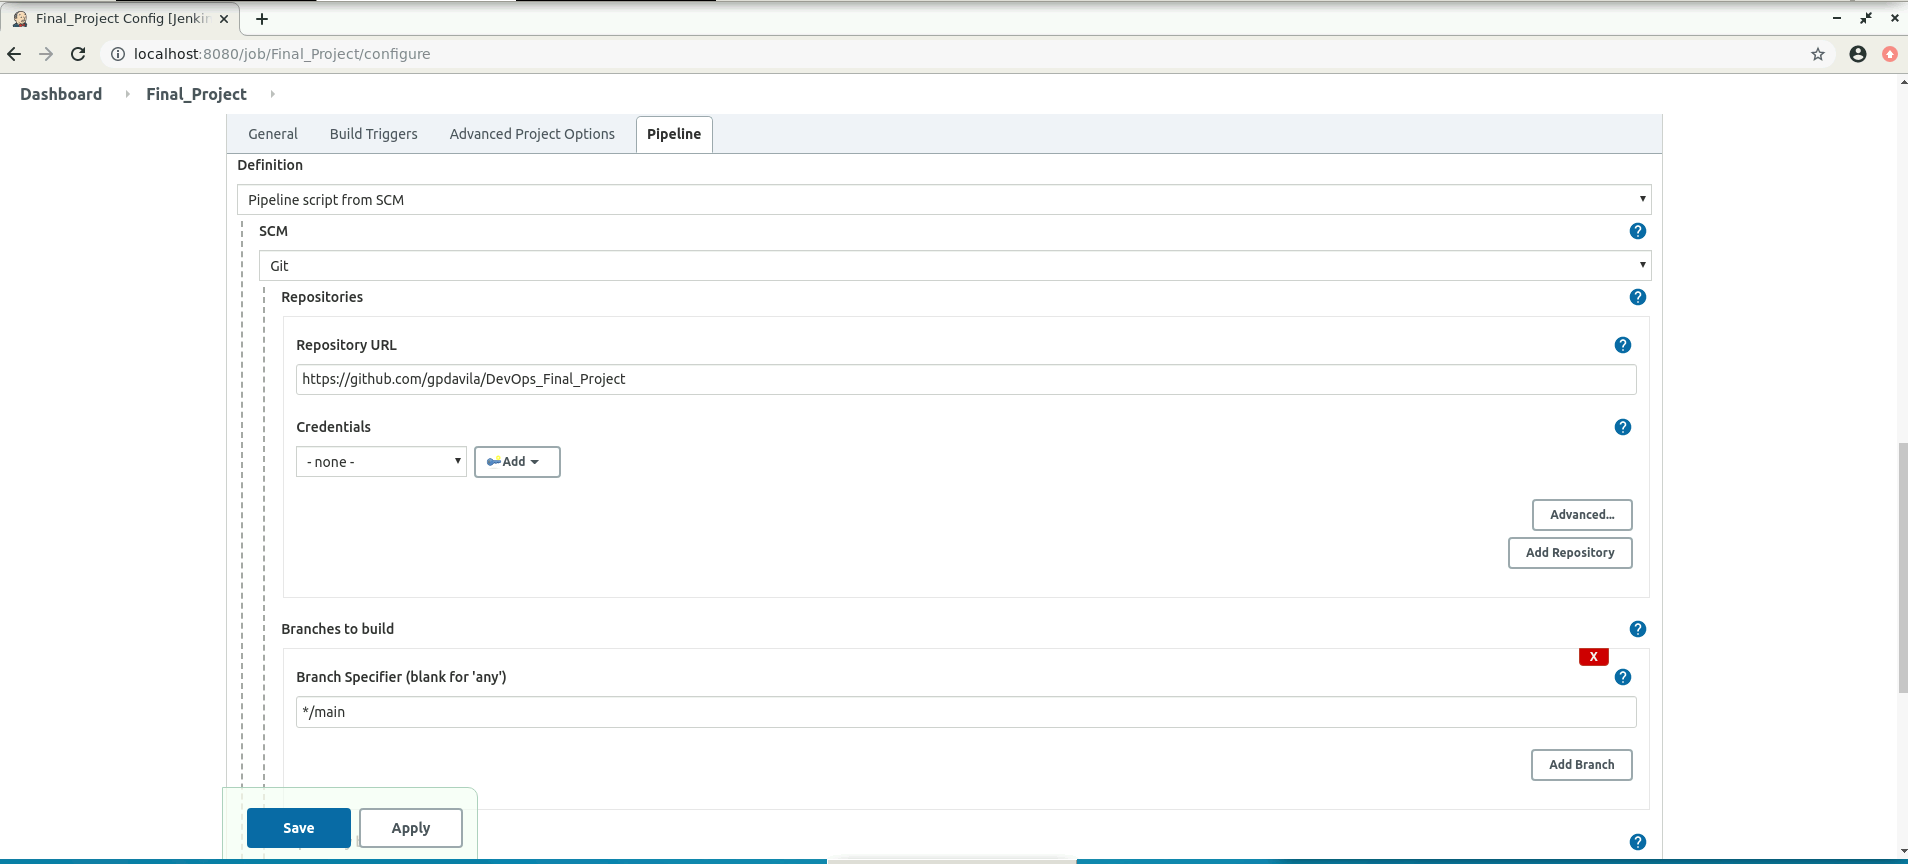 Final_Project Config [Jenkin
localhost:8080/job/Final_Project/configure
Dashboard
Final_Project
General
Build Triggers
Advanced Project Options
Pipeline
Definition
Pipeline script from SCM
SCM
?
Git
Repositories
?
Repository URL
?
https://github.com/gpdavila/DevOps_Final_Project
Credentials
?
- none -
Add
Advanced...
Add Repository
Branches to build
?
X
Branch Specifier (blank for 'any')
?
*/main
Add Branch
Save
Apply
?